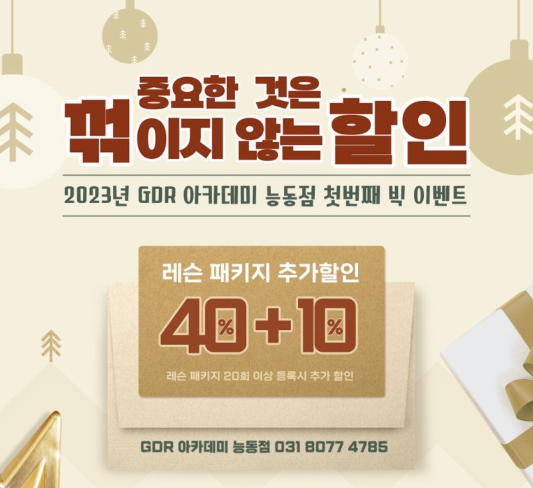 중요한 것은
꺾이지 않는 할인
2023년 GDR 아카데미 능동점 첫번째 빅 이벤트
레슨 패키지 추가할인
40% + 10%
레슨 패키지 20회 이상 등록시 추가 할인
GDR 아카데미 능동점 031 8077 4785